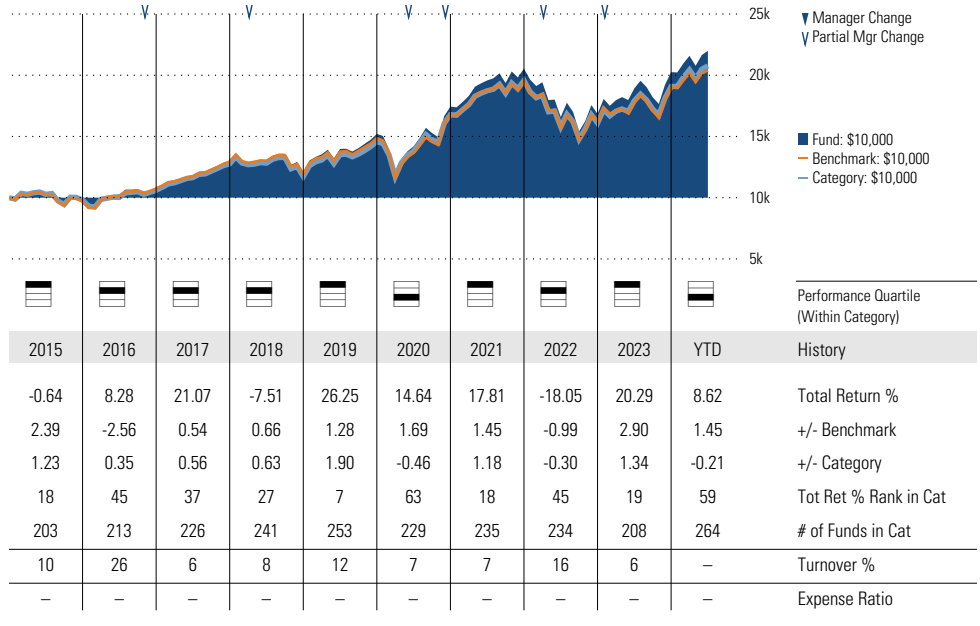 25k
▼ Manager Change
V Partial Mgr Change
20k
15k
Fund: $10,000
Benchmark: $10,000
Category: $10,000
10k
5k
Performance Quartile
(Within Category)
2015 2016 2017 2018 2019 2020 2021 2022 2023 YTD History
-0.64 8.28 21.07 -7.51 26.25 14.64 17.81 -18.05 20.29 8.62 Total Return %
2.39 -2.56 0.54 0.66 1.28 1.69 1.45 -0.99 2.90 1.45 +/- Benchmark
1.23 0.35 0.56 0.63 1.90 -0.46 1.18 -0.30 1.34 -0.21 +/- Category
18 45 37 27 7 63 18 45 19 59 Tot Ret % Rank in Cat
203 213 226 241 253 229 235 234 208 264 # of Funds in Cat
10 26 6 8 12 7 7 16 6 – Turnover %
– – – – – – – – – – Expense Ratio